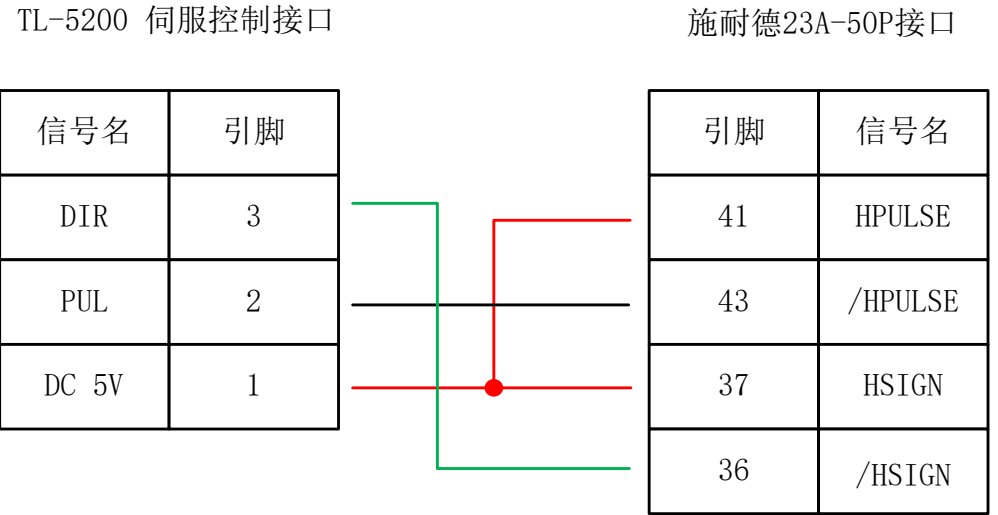 TL-5200 伺服控制接口
施耐德23A-50P接口
信号名 引脚
DIR 3
PUL 2
DC 5V 1
引脚 信号名
41 HPULSE
43 /HPULSE
37 HSIGN
36 /HSIGN